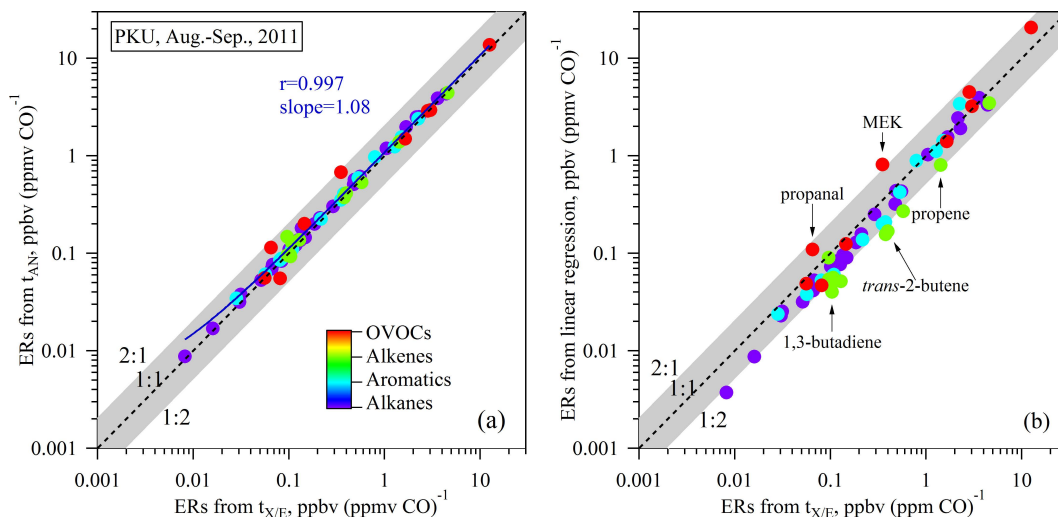 PKU, Aug.-Sep., 2011
r=0.997
slope=1.08
ERs from t_AN, ppbv (ppmv CO)^-1
10
1
0.1
0.01
0.001
2:1
1:1
1:2
OVOCs
Alkenes
Aromatics
Alkanes
(a)
0.001
0.01
0.1
1
10
ERs from t_X/E, ppbv (ppmv CO)^-1
ERs from linear regression, ppbv (ppmv CO)^-1
10
1
0.1
0.01
0.001
MEK
propanal
propene
trans-2-butene
1,3-butadiene
2:1
1:1
1:2
(b)
0.001
0.01
0.1
1
10
ERs from t_X/E, ppbv (ppm CO)^-1